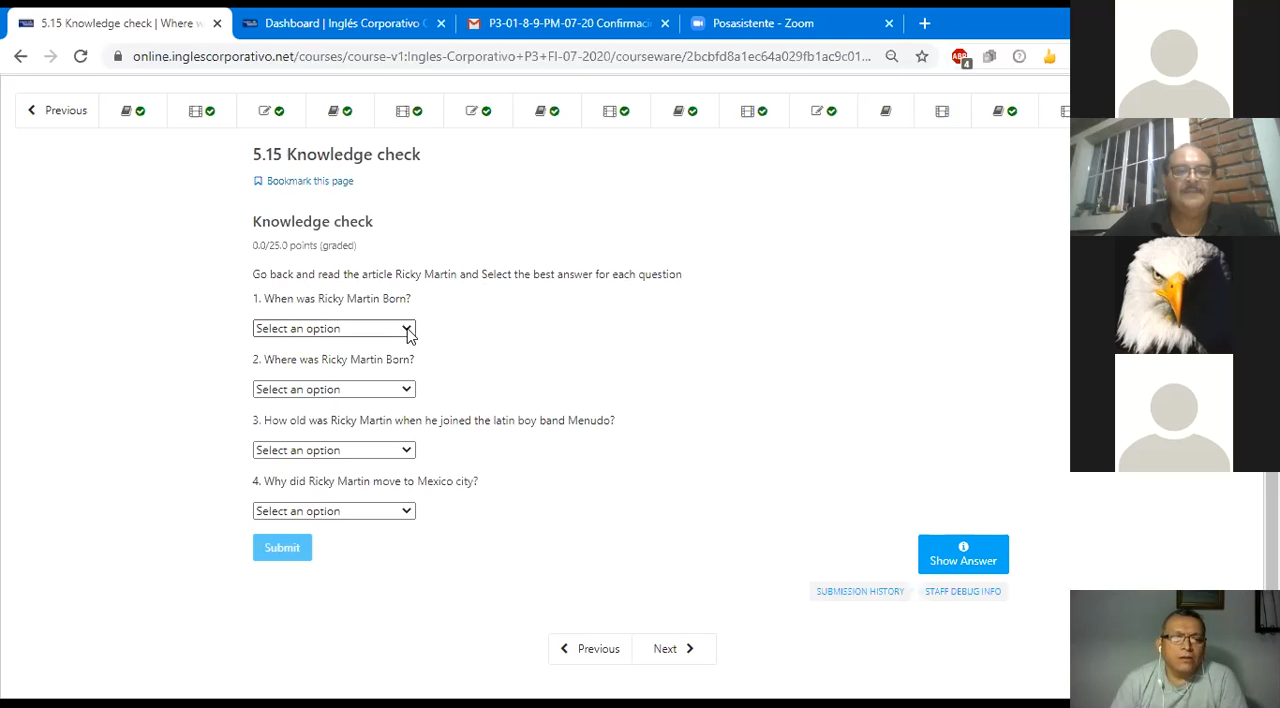 5.15 Knowledge check | Where w
Dashboard | Inglés Corporativo
P3-01-8-9-PM-07-20 Confirmaci
Posasistente - Zoom
online.inglescorporativo.net/courses/course-v1:Ingles-Corporativo+P3+FI-07-2020/courseware/2bcbfd8a1ec64a029fb1ac9c01...
ABP
4
Previous
5.15 Knowledge check
Bookmark this page
Knowledge check
0.0/25.0 points (graded)
Go back and read the article Ricky Martin and Select the best answer for each question
1. When was Ricky Martin Born?
Select an option
2. Where was Ricky Martin Born?
Select an option
3. How old was Ricky Martin when he joined the latin boy band Menudo?
Select an option
4. Why did Ricky Martin move to Mexico city?
Select an option
Submit
Show Answer
SUBMISSION HISTORY STAFF DEBUG INFO
Previous Next